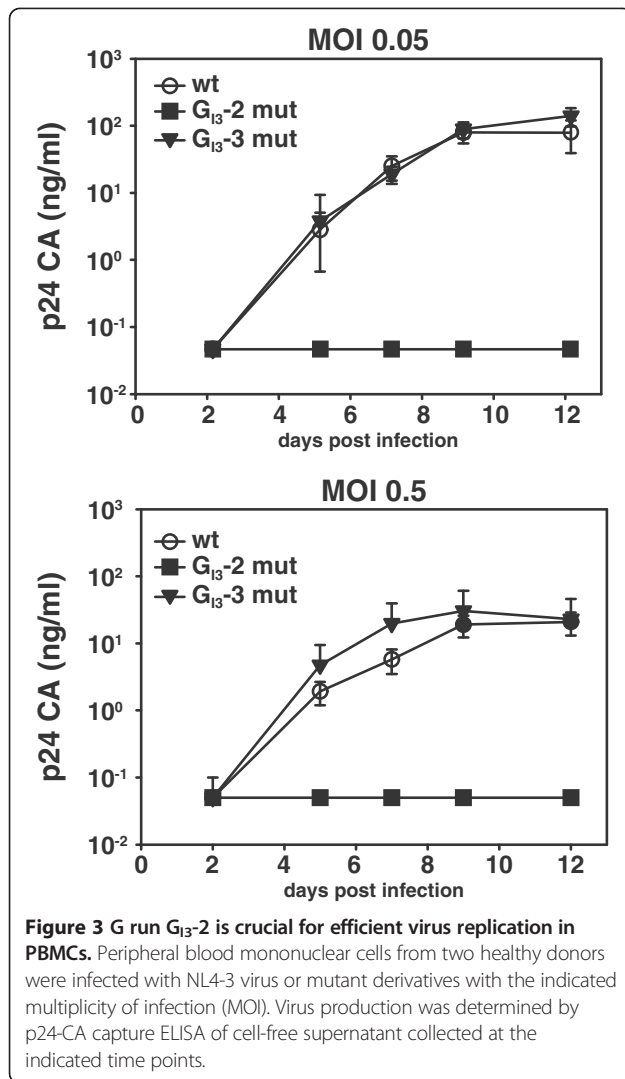 MOI 0.05
p24 CA (ng/ml)
10³
10²
10¹
10⁰
10⁻¹
10⁻²
wt
G_I3-2 mut
G_I3-3 mut
0 2 4 6 8 10 12
days post infection
MOI 0.5
p24 CA (ng/ml)
10³
10²
10¹
10⁰
10⁻¹
10⁻²
wt
G_I3-2 mut
G_I3-3 mut
0 2 4 6 8 10 12
days post infection
Figure 3 G run G_I3-2 is crucial for efficient virus replication in
PBMCs. Peripheral blood mononuclear cells from two healthy donors
were infected with NL4-3 virus or mutant derivatives with the indicated
multiplicity of infection (MOI). Virus production was determined by
p24-CA capture ELISA of cell-free supernatant collected at the
indicated time points.